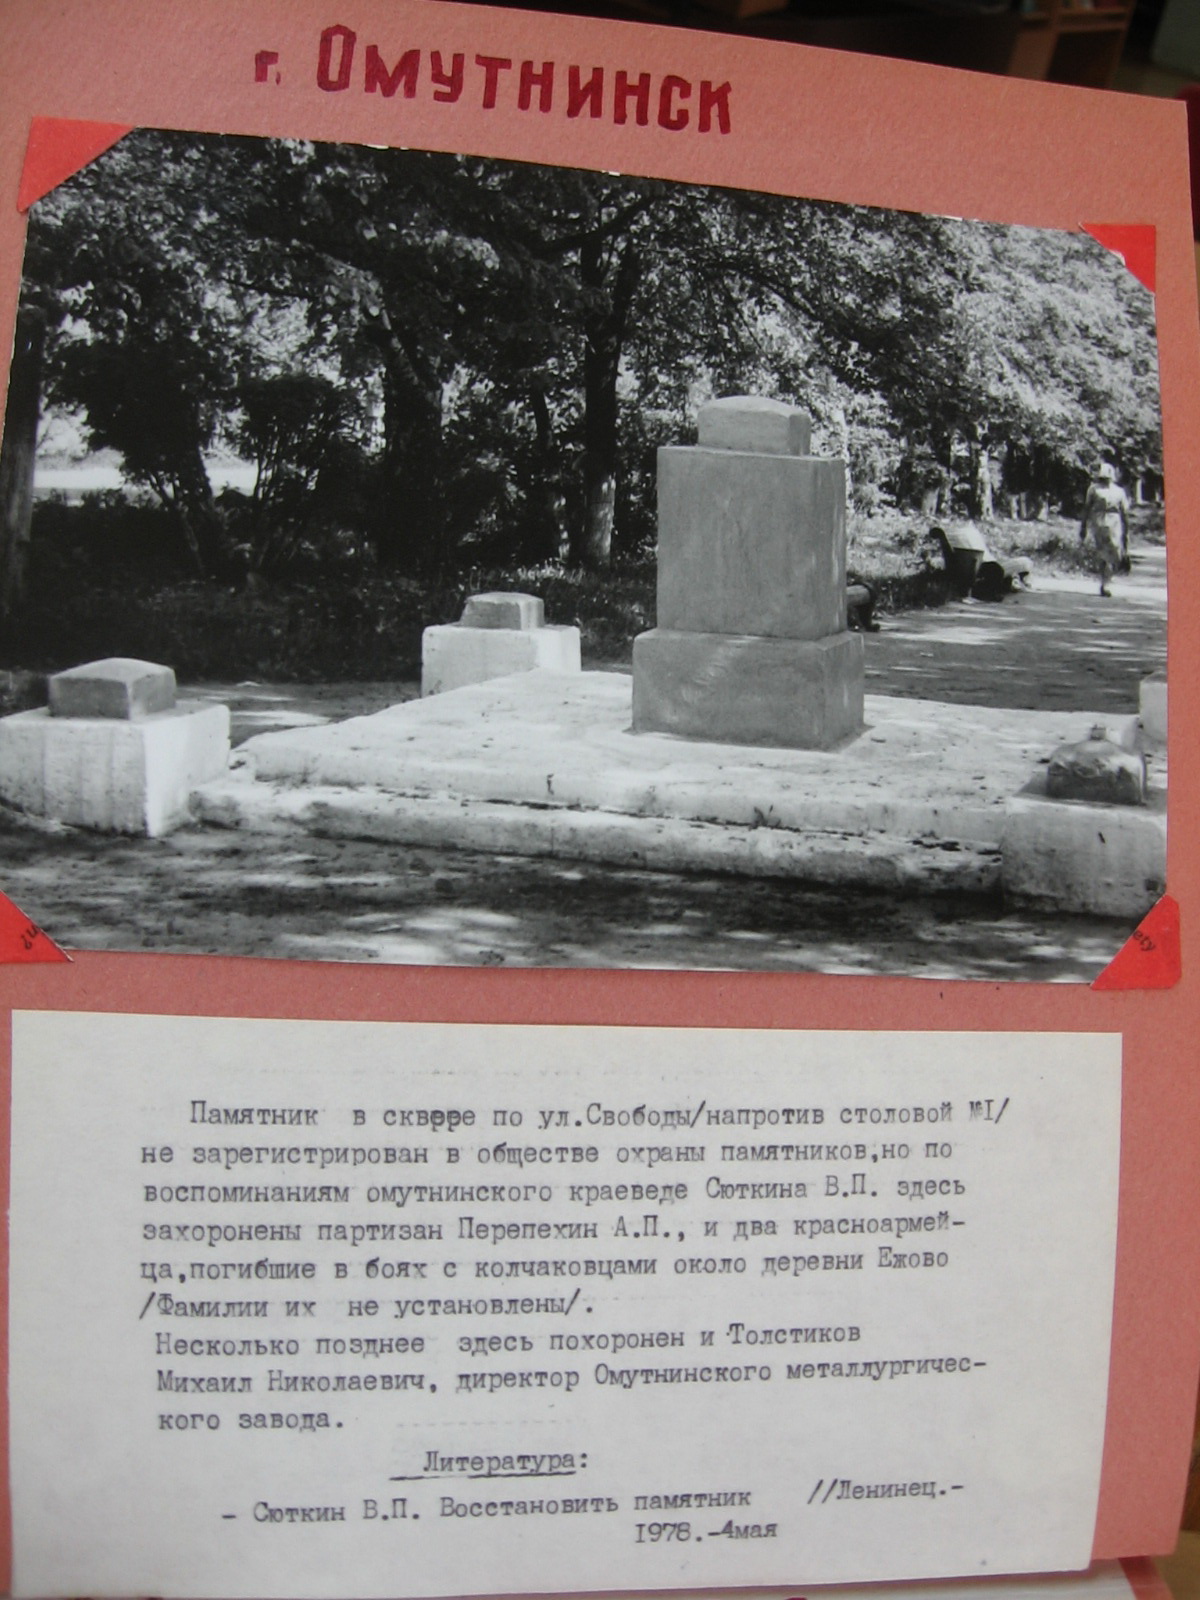 г. Омутнинск
Памятник в сквере по ул.Свободы/напротив столовой №I/
не зарегистрирован в обществе охраны памятников,но по
воспоминаниям омутнинского краеведе Сюткина В.П. здесь
захоронены партизан Перепехин А.П., и два красноармей-
ца,погибшие в боях с колчаковцами около деревни Ежово
/Фамилии их не установлены/.
Несколько позднее здесь похоронен и Толстиков
Михаил Николаевич, директор Омутнинского металлургичес-
кого завода.
Литература:
- Сюткин В.П. Восстановить памятник //Ленинец.-
I978.-4мая